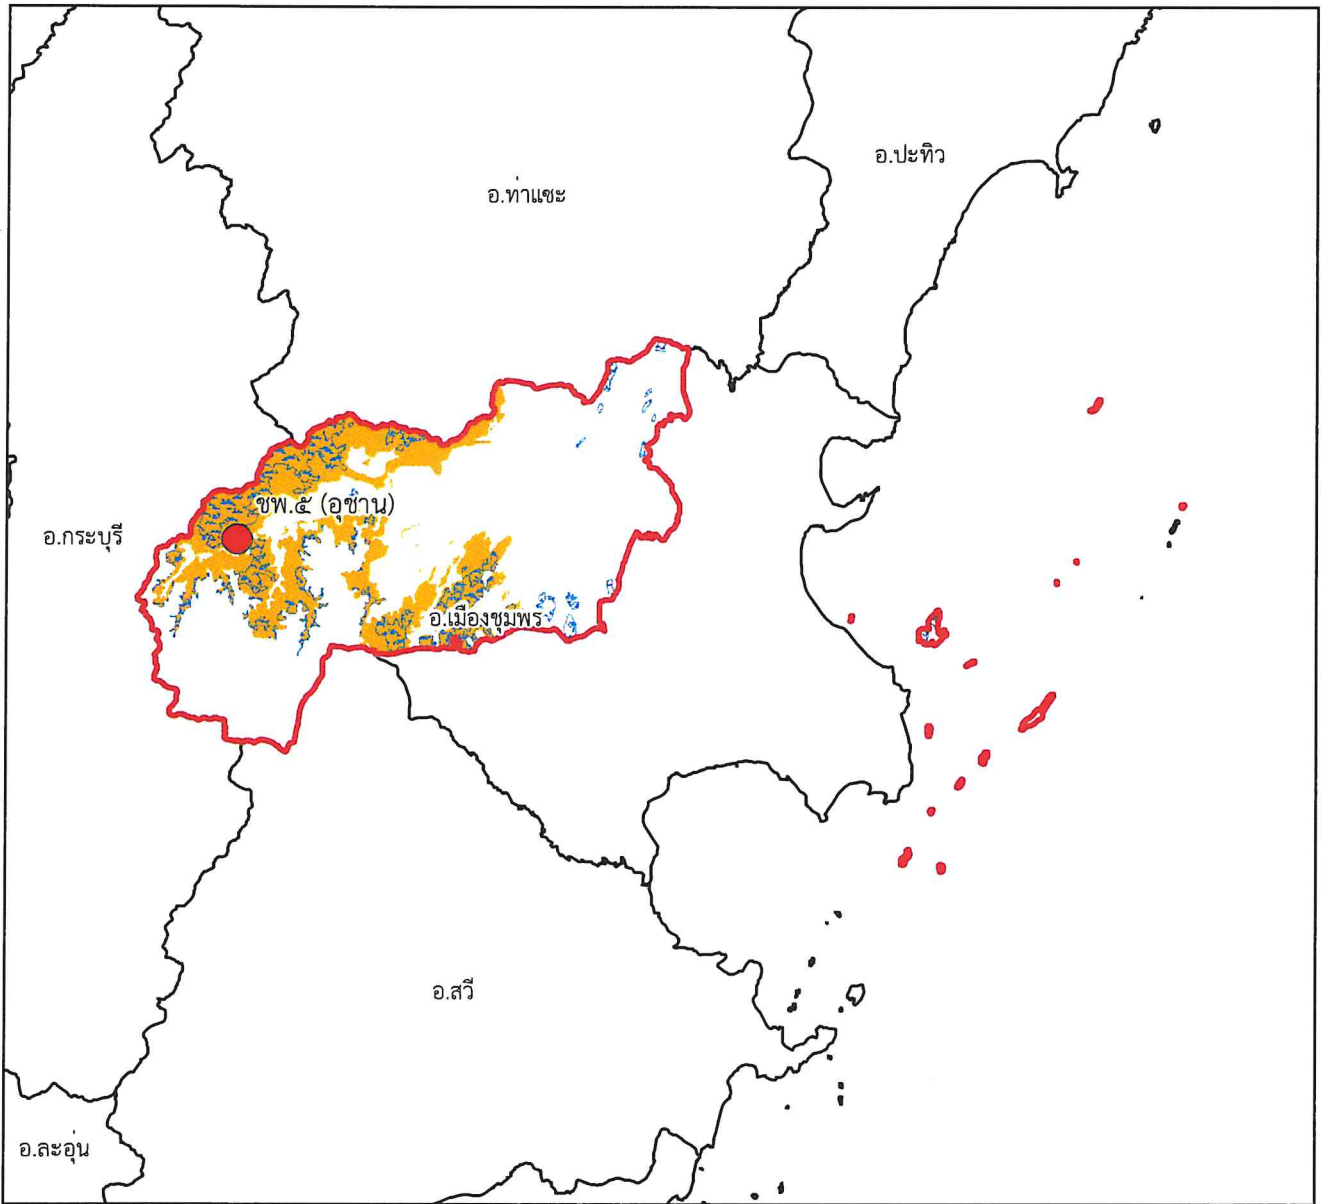 อ.ปะทิว
อ.ท่าแซะ
ชพ.๕ (อุซ่าน)
อ.กระบุรี
อ.เมืองชุมพร
อ.สวี
อ.ละอุ่น